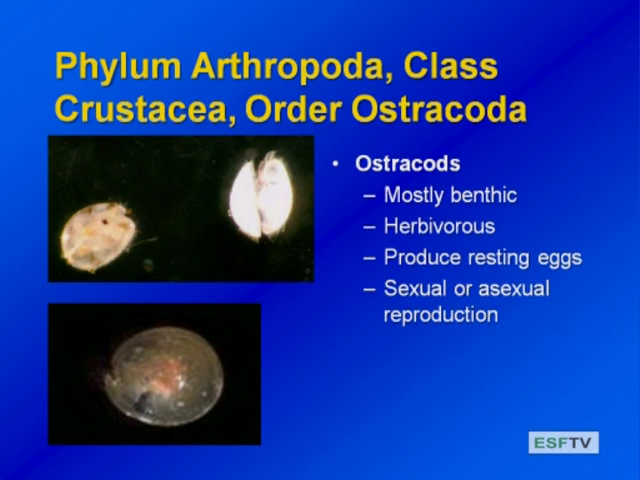 Phylum Arthropoda, Class
Crustacea, Order Ostracoda
• Ostracods
– Mostly benthic
– Herbivorous
– Produce resting eggs
– Sexual or asexual
reproduction
ESFTV